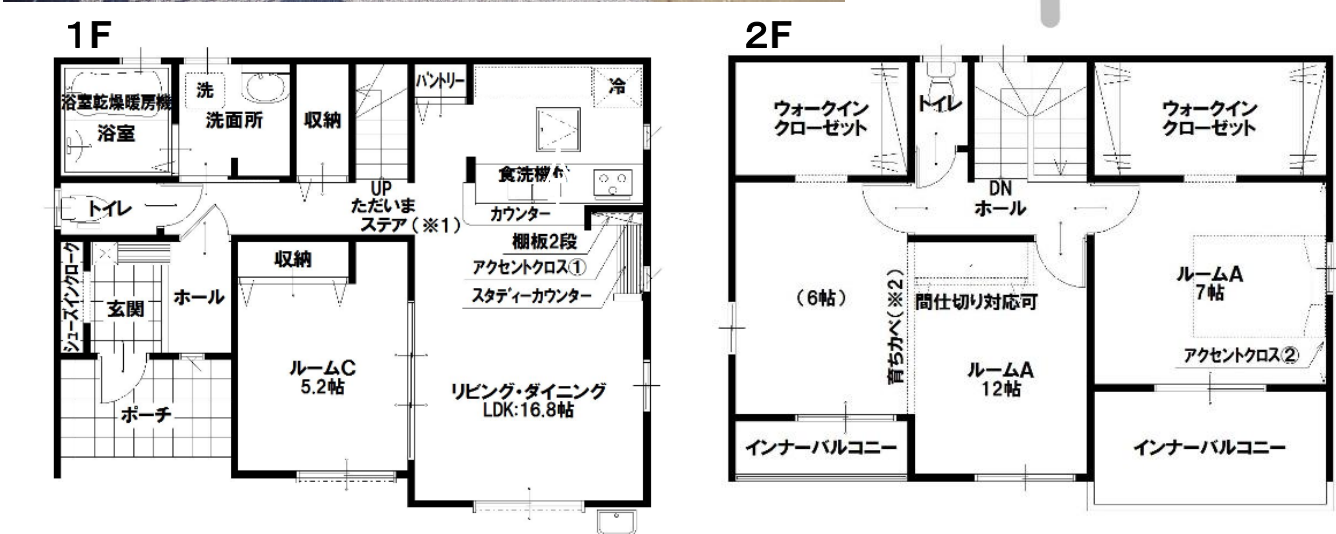 1F
浴室乾燥暖房機
浴室
洗
洗面所
収納
パントリー
冷
食洗機
UP
ただいま
ステア(※1)
カウンター
棚板2段
アクセントクロス①
スタディーカウンター
トイレ
シューズインクローク
玄関
ホール
収納
ルームC
5.2帖
リビング・ダイニング
LDK:16.8帖
ポーチ
2F
ウォークイン
クローゼット
トイレ
ウォークイン
クローゼット
DN
ホール
(6帖)
育ちカベ(※2)
間仕切り対応可
ルームA
12帖
ルームA
7帖
アクセントクロス②
インナーバルコニー
インナーバルコニー